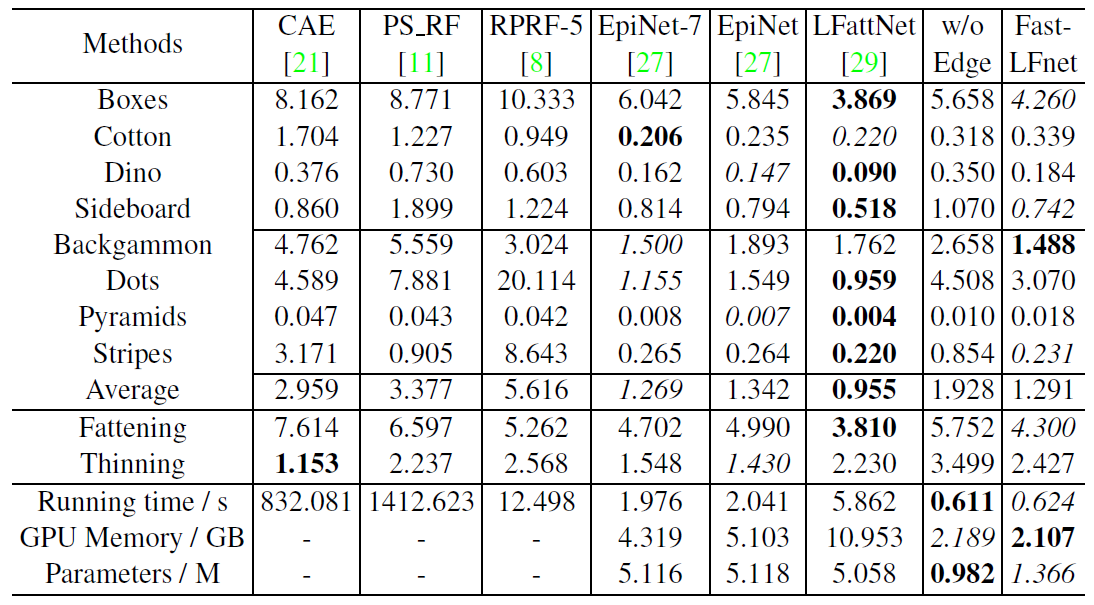 Methods CAE [21] PS_RF [11] RPRF-5 [8] EpiNet-7 [27] EpiNet [27] LFattNet [29] w/o Edge Fast-LFnet
Boxes 8.162 8.771 10.333 6.042 5.845 3.869 5.658 4.260
Cotton 1.704 1.227 0.949 0.206 0.235 0.220 0.318 0.339
Dino 0.376 0.730 0.603 0.162 0.147 0.090 0.350 0.184
Sideboard 0.860 1.899 1.224 0.814 0.794 0.518 1.070 0.742
Backgammon 4.762 5.559 3.024 1.500 1.893 1.762 2.658 1.488
Dots 4.589 7.881 20.114 1.155 1.549 0.959 4.508 3.070
Pyramids 0.047 0.043 0.042 0.008 0.007 0.004 0.010 0.018
Stripes 3.171 0.905 8.643 0.265 0.264 0.220 0.854 0.231
Average 2.959 3.377 5.616 1.269 1.342 0.955 1.928 1.291
Fattening 7.614 6.597 5.262 4.702 4.990 3.810 5.752 4.300
Thinning 1.153 2.237 2.568 1.548 1.430 2.230 3.499 2.427
Running time / s 832.081 1412.623 12.498 1.976 2.041 5.862 0.611 0.624
GPU Memory / GB - - - 4.319 5.103 10.953 2.189 2.107
Parameters / M - - - 5.116 5.118 5.058 0.982 1.366